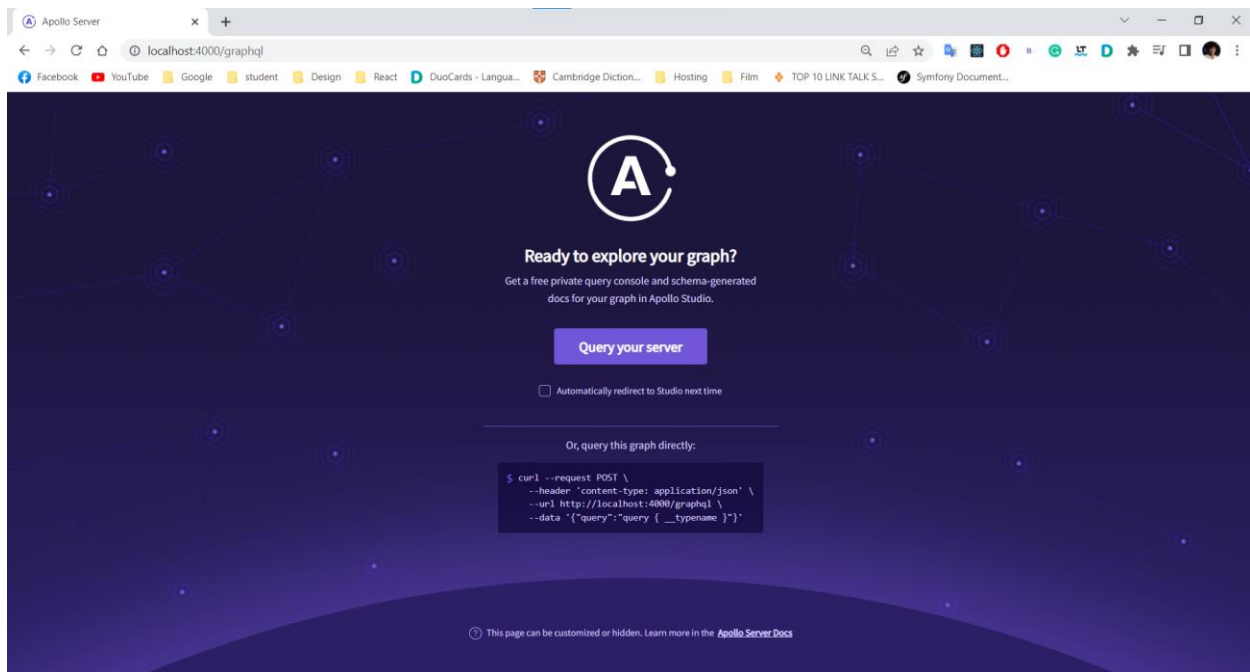 Apollo Server
localhost:4000/graphql
Facebook YouTube Google student Design React DuoCards - Langua... Cambridge Diction... Hosting Film TOP 10 LINK TALK S... Symfony Document...
A
Ready to explore your graph?
Get a free private query console and schema-generated
docs for your graph in Apollo Studio.
Query your server
Automatically redirect to Studio next time
Or, query this graph directly:
$ curl --request POST \
--header 'content-type: application/json' \
--url http://localhost:4000/graphql \
--data '{"query":"query { __typename }"}'
? This page can be customized or hidden. Learn more in the Apollo Server Docs